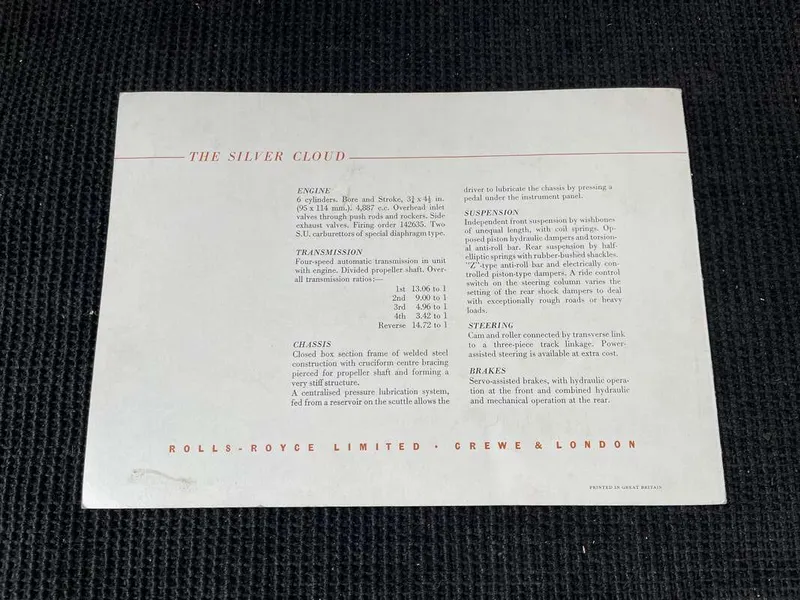 THE SILVER CLOUD
ENGINE
6 cylinders. Bore and Stroke, 3¾ x 4½ in.
(95 x 114 mm.). 4,887 c.c. Overhead inlet
valves through push rods and rockers. Side
exhaust valves. Firing order 142635. Two
S.U. carburettors of special diaphragm type.
TRANSMISSION
Four-speed automatic transmission in unit
with engine. Divided propeller shaft. Over-
all transmission ratios:—
1st 13.06 to 1
2nd 9.00 to 1
3rd 4.96 to 1
4th 3.42 to 1
Reverse 14.72 to 1
CHASSIS
Closed box section frame of welded steel
construction with cruciform centre bracing
pierced for propeller shaft and forming a
very stiff structure.
A centralised pressure lubrication system,
fed from a reservoir on the scuttle allows the
driver to lubricate the chassis by pressing a
pedal under the instrument panel.
SUSPENSION
Independent front suspension by wishbones
of unequal length, with coil springs. Op-
posed piston hydraulic dampers and torsion-
al anti-roll bar. Rear suspension by half-
elliptic springs with rubber-bushed shackles.
"Z"-type anti-roll bar and electrically con-
trolled piston-type dampers. A ride control
switch on the steering column varies the
setting of the rear shock dampers to deal
with exceptionally rough roads or heavy
loads.
STEERING
Cam and roller connected by transverse link
to a three-piece track linkage. Power-
assisted steering is available at extra cost.
BRAKES
Servo-assisted brakes, with hydraulic opera-
tion at the front and combined hydraulic
and mechanical operation at the rear.
ROLLS-ROYCE LIMITED · CREWE & LONDON
PRINTED IN GREAT BRITAIN